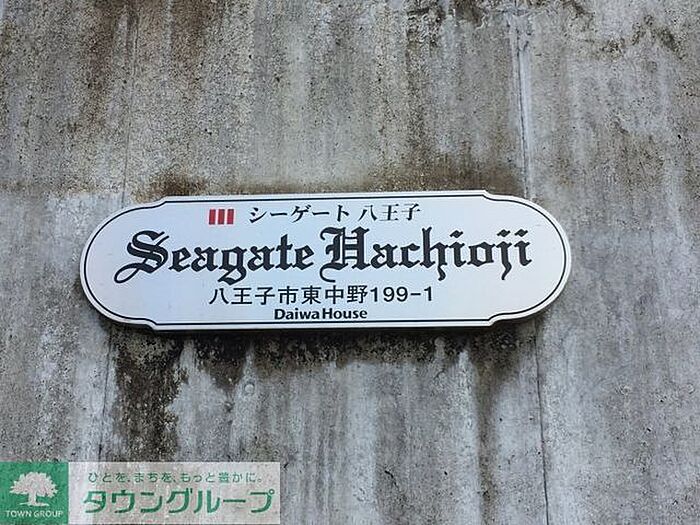 シーゲート 八王子
Seagate Hachioji
八王子市東中野199-1
DaiwaHouse
ひとを、まちを、もっと豊かに。
タウングループ
TOWN GROUP